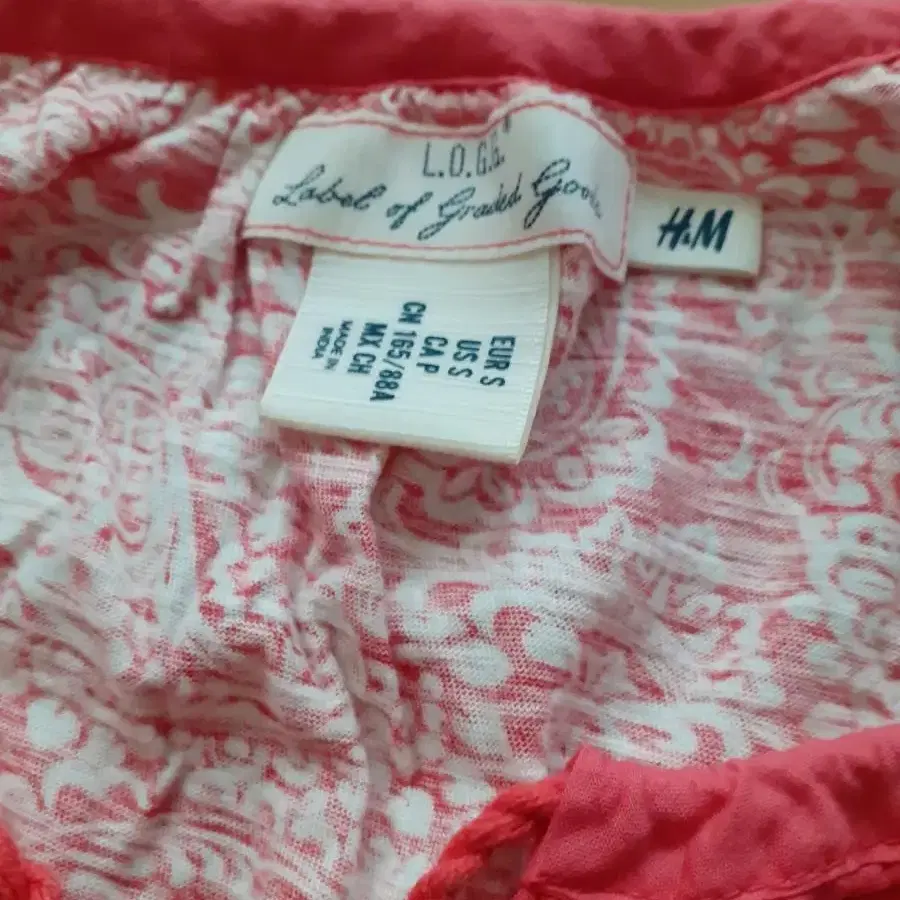 L.O.G.G.
Label of Graded Goods
H&M
EUR S
US S
CA P
CN 165/88A
MX CH
MADE IN
INDIA